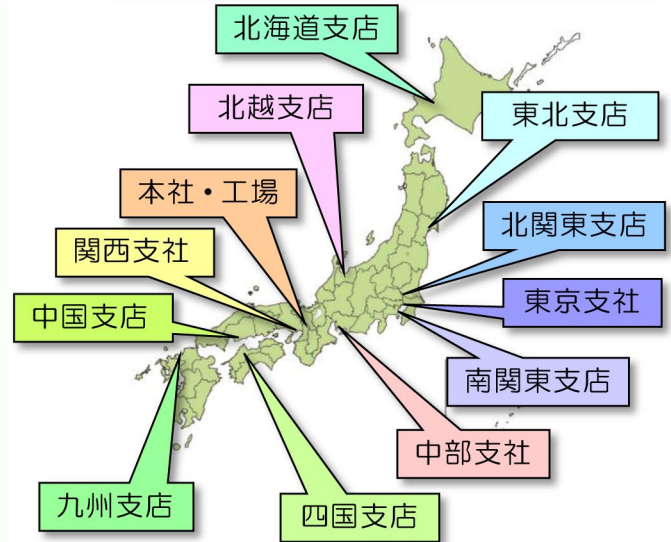 北海道支店
北越支店
東北支店
本社・工場
北関東支店
関西支社
東京支社
中国支店
南関東支店
中部支社
九州支店
四国支店